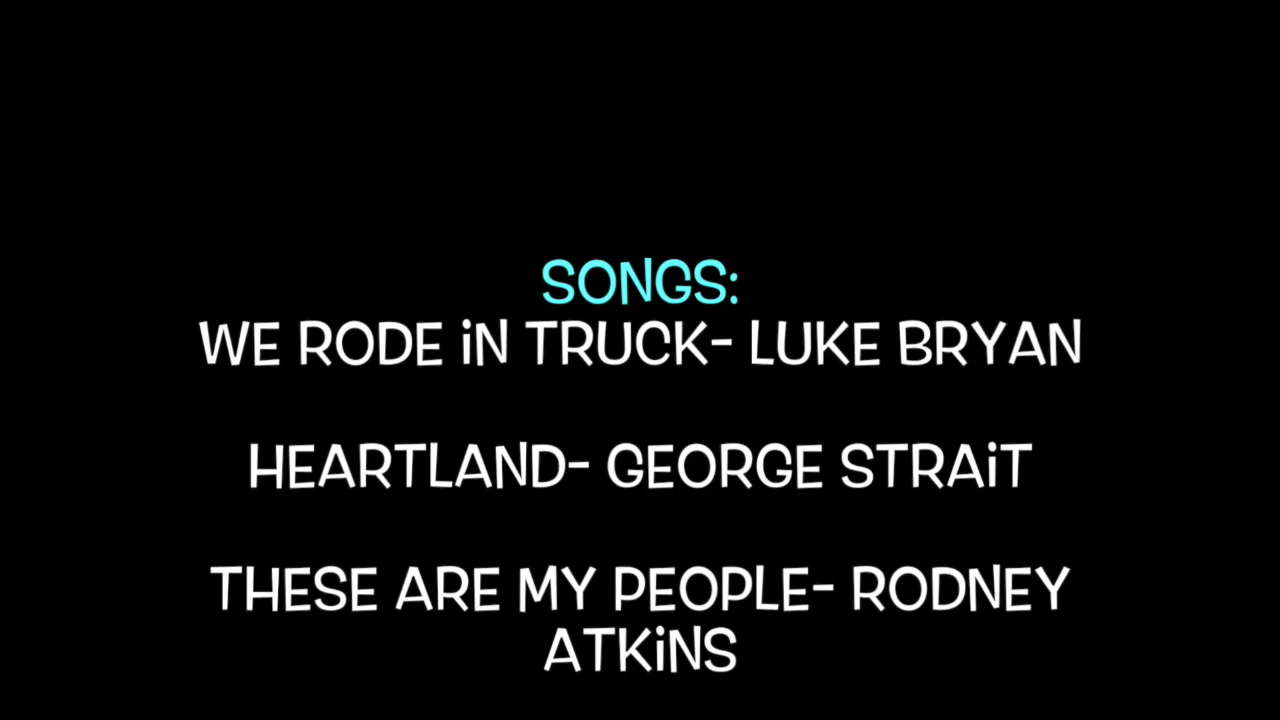 SONGS:
WE RODE iN TRUCK- LUKE BRYAN
HEARTLAND- GEORGE STRAiT
THESE ARE MY PEOPLE- RODNEY
ATKiNS